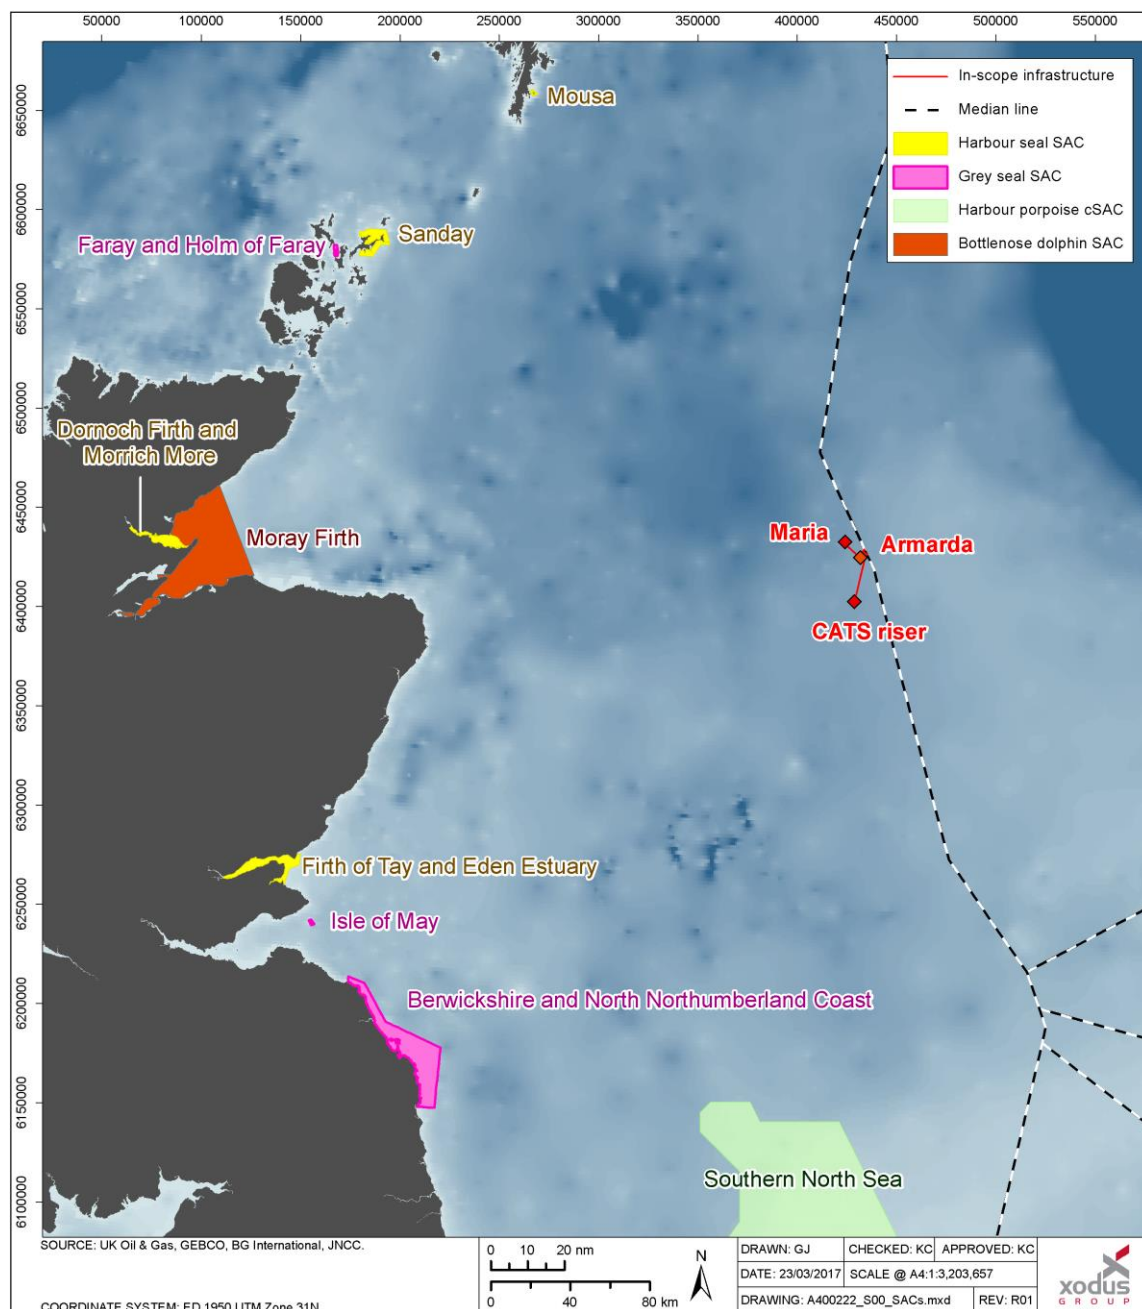 50000 100000 150000 200000 250000 300000 350000 400000 450000 500000 550000
6650000
6600000
6550000
6500000
6450000
6400000
6350000
6300000
6250000
6200000
6150000
6100000
In-scope infrastructure
Median line
Harbour seal SAC
Grey seal SAC
Harbour porpoise cSAC
Bottlenose dolphin SAC
Mousa
Faray and Holm of Faray
Sanday
Dornoch Firth and
Morrich More
Moray Firth
Maria
Armarda
CATS riser
Firth of Tay and Eden Estuary
Isle of May
Berwickshire and North Northumberland Coast
Southern North Sea
SOURCE: UK Oil & Gas, GEBCO, BG International, JNCC.
COORDINATE SYSTEM: ED 1950 UTM Zone 31N
0 10 20 nm
0 40 80 km
N
DRAWN: GJ CHECKED: KC APPROVED: KC
DATE: 23/03/2017 SCALE @ A4:1:3,203,657
DRAWING: A400222_S00_SACs.mxd REV: R01
xodus
GROUP